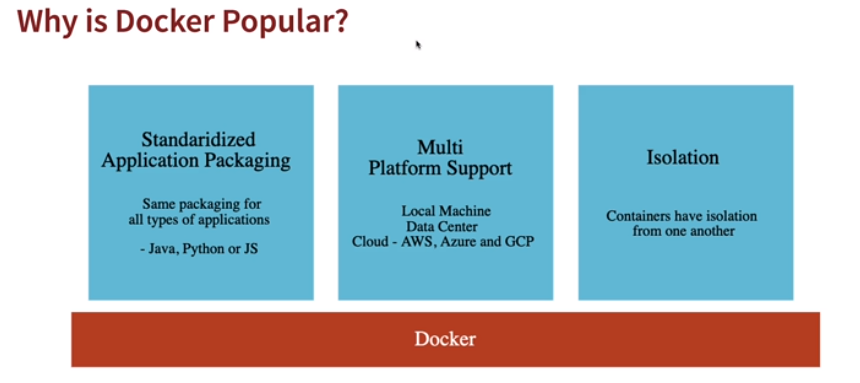 Why is Docker Popular?
Standaridized
Application Packaging
Same packaging for
all types of applications
- Java, Python or JS
Multi
Platform Support
Local Machine
Data Center
Cloud - AWS, Azure and GCP
Isolation
Containers have isolation
from one another
Docker